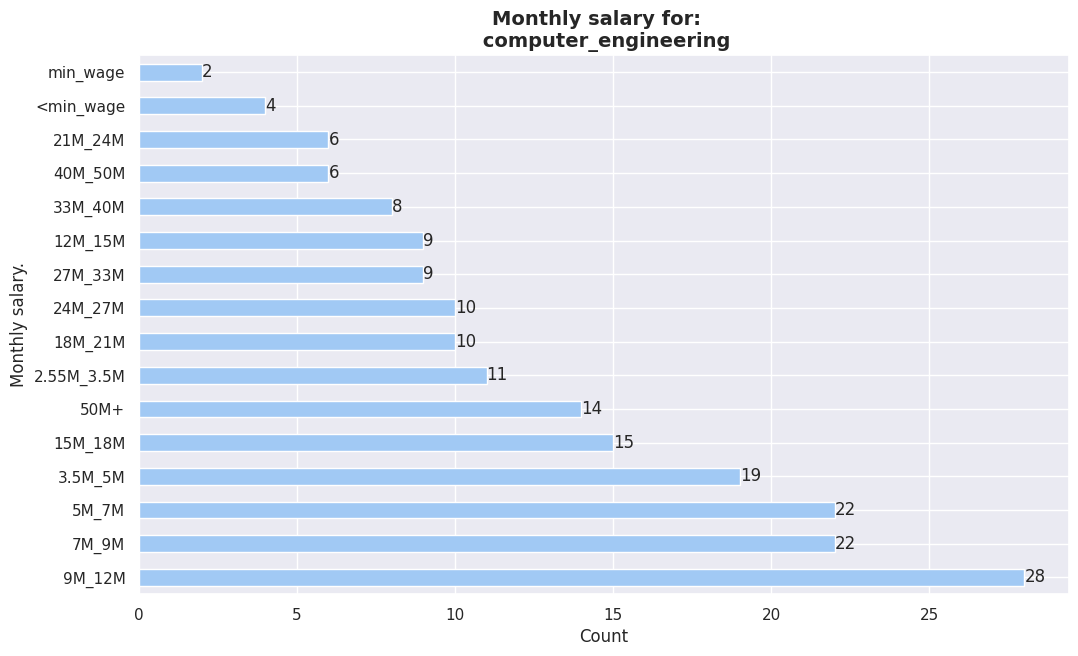 Monthly salary for:
computer_engineering
Monthly salary.
min_wage 2
<min_wage 4
21M_24M 6
40M_50M 6
33M_40M 8
12M_15M 9
27M_33M 9
24M_27M 10
18M_21M 10
2.55M_3.5M 11
50M+ 14
15M_18M 15
3.5M_5M 19
5M_7M 22
7M_9M 22
9M_12M 28
0 5 10 15 20 25
Count